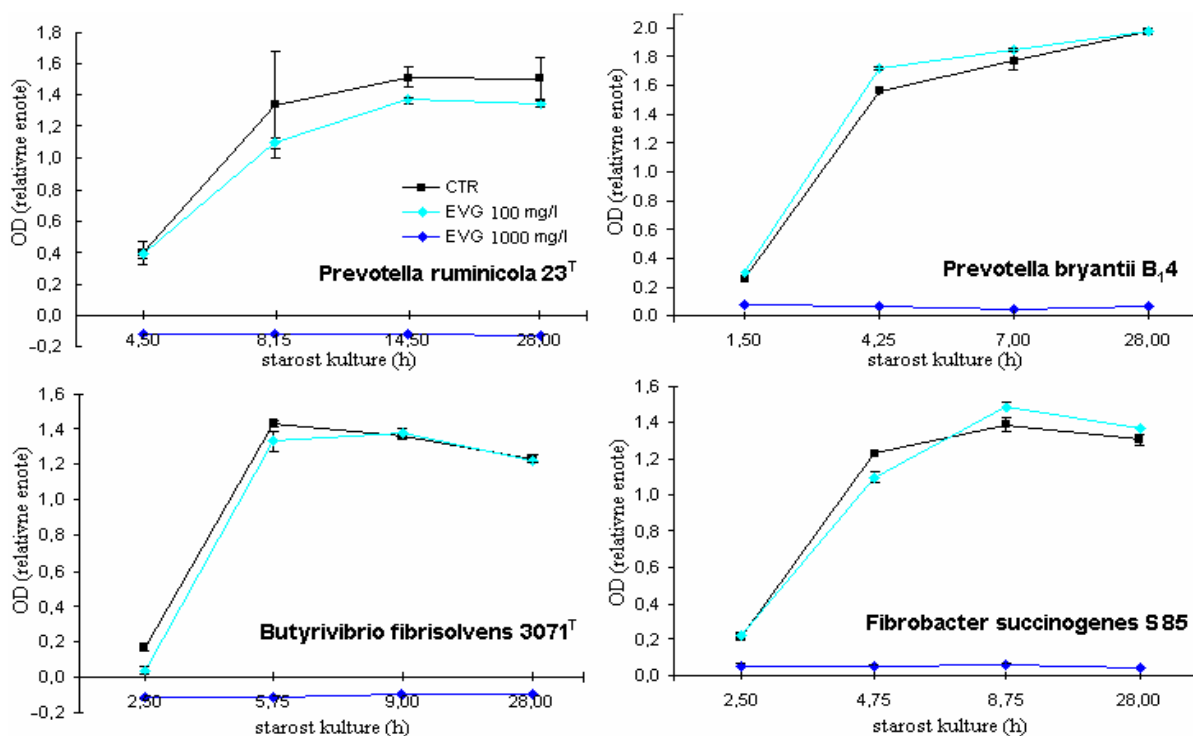 1,8
1,6
1,4
1,2
1,0
0,8
0,6
0,4
0,2
0,0
-0,2
OD (relativne enote)
CTR
EVG 100 mg/l
EVG 1000 mg/l
Prevotella ruminicola 23ᵀ
4,50 8,15 14,50 28,00
starost kulture (h)
2,0
1,8
1,6
1,4
1,2
1,0
0,8
0,6
0,4
0,2
0,0
OD (relativne enote)
Prevotella bryantii B₁4
1,50 4,25 7,00 28,00
starost kulture (h)
1,6
1,4
1,2
1,0
0,8
0,6
0,4
0,2
0,0
-0,2
OD (relativne enote)
Butyrivibrio fibrisolvens 3071ᵀ
2,50 5,75 9,00 28,00
starost kulture (h)
1,6
1,4
1,2
1,0
0,8
0,6
0,4
0,2
0,0
OD (relativne enote)
Fibrobacter succinogenes S85
2,50 4,75 8,75 28,00
starost kulture (h)